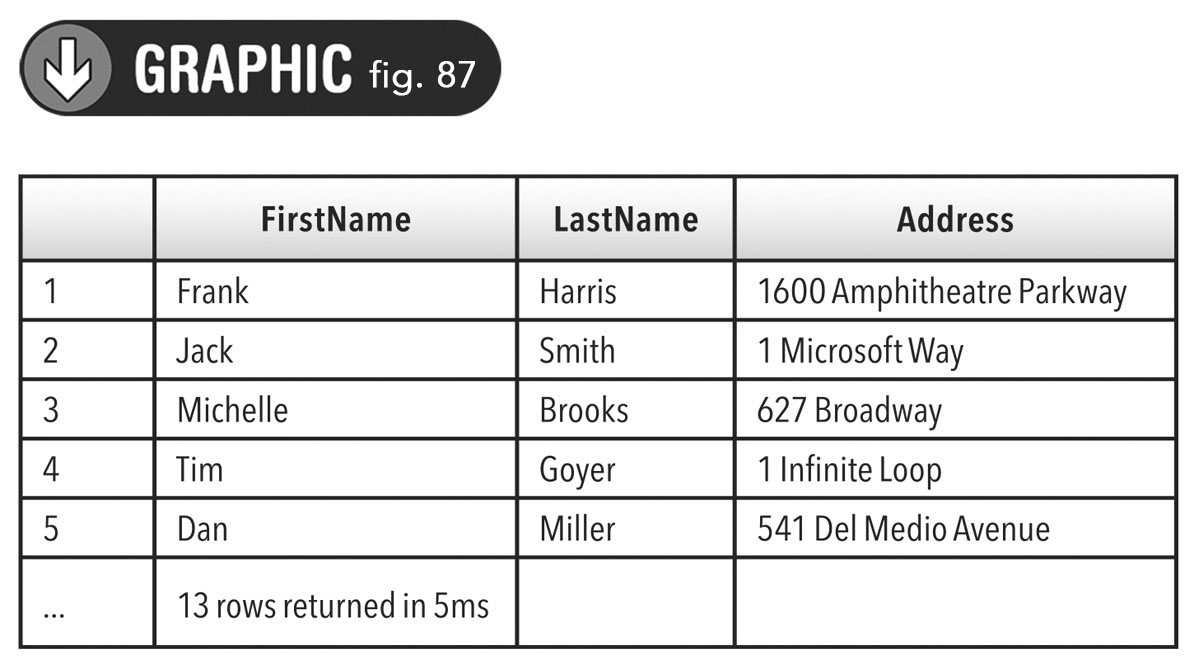 GRAPHIC fig. 87
FirstName LastName Address
1 Frank Harris 1600 Amphitheatre Parkway
2 Jack Smith 1 Microsoft Way
3 Michelle Brooks 627 Broadway
4 Tim Goyer 1 Infinite Loop
5 Dan Miller 541 Del Medio Avenue
... 13 rows returned in 5ms